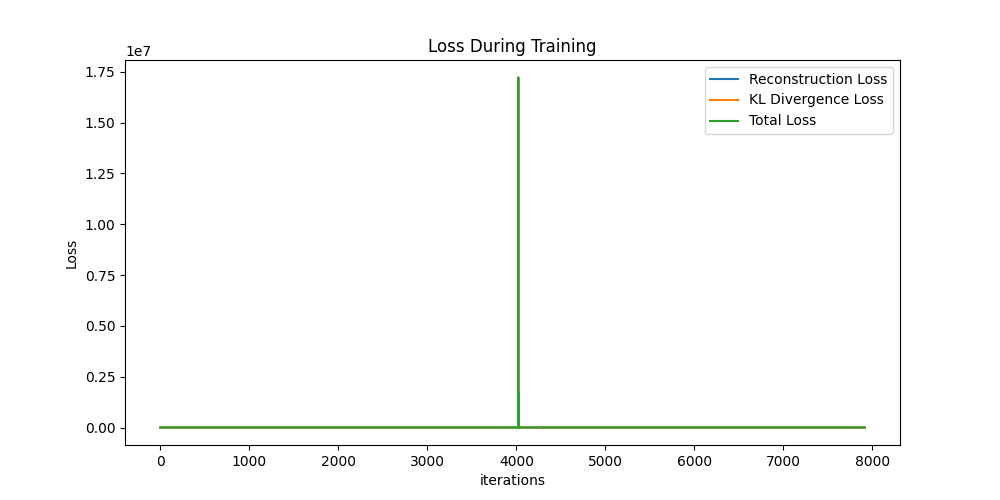 Loss During Training
1e7
Reconstruction Loss
KL Divergence Loss
Total Loss
1.75
1.50
1.25
1.00
0.75
0.50
0.25
0.00
Loss
0 1000 2000 3000 4000 5000 6000 7000 8000
iterations